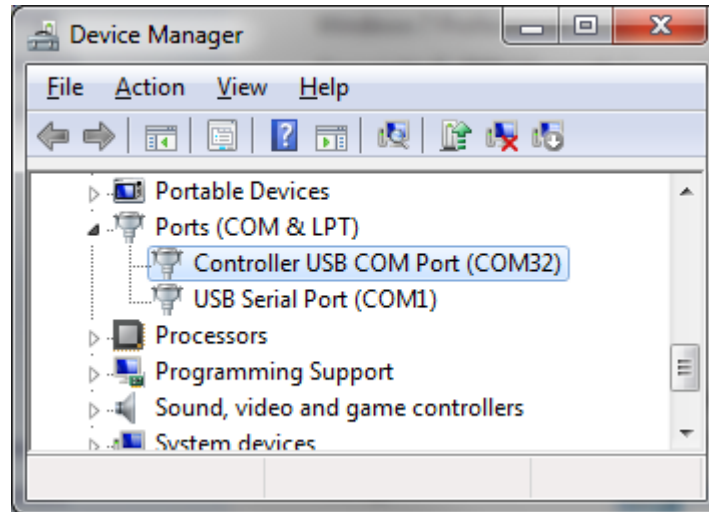 Device Manager
File Action View Help
Portable Devices
Ports (COM & LPT)
Controller USB COM Port (COM32)
USB Serial Port (COM1)
Processors
Programming Support
Sound, video and game controllers
System devices